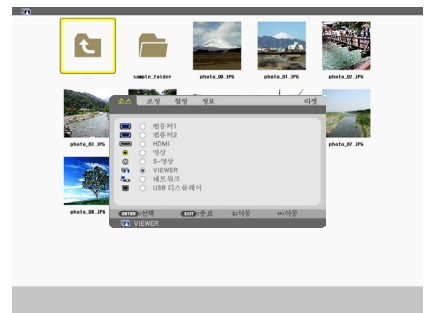 ..
sample_folder
photo_00.JPG
photo_01.JPG
photo_02.JPG
photo_03.JPG
photo_07.JPG
photo_08.JPG
소스 조정 설정 정보 리셋
컴퓨터1
컴퓨터2
HDMI
영상
S-영상
VIEWER
네트워크
USB 디스플레이
ENTER :선택 EXIT :종료 ↕:이동 ↔:이동
VIEWER